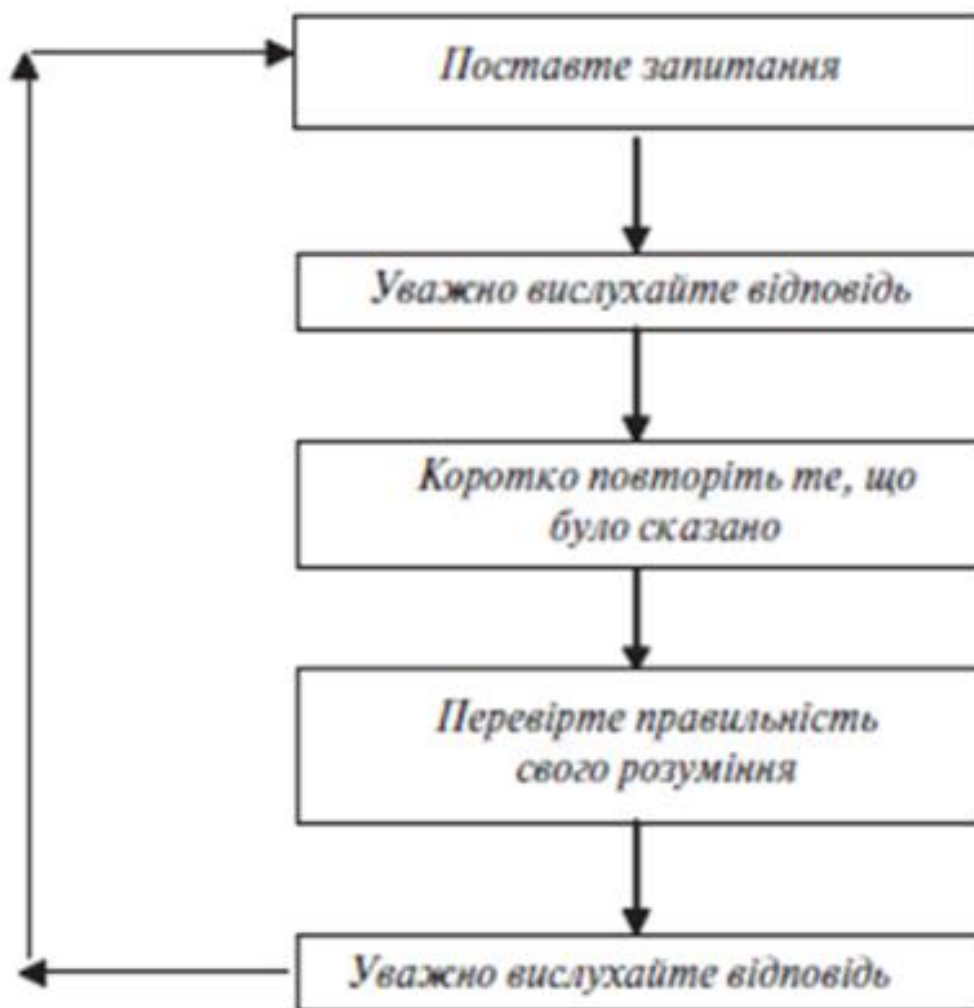 Поставте запитання
Уважно вислухайте відповідь
Коротко повторіть те, що
було сказано
Перевірте правильність
свого розуміння
Уважно вислухайте відповідь